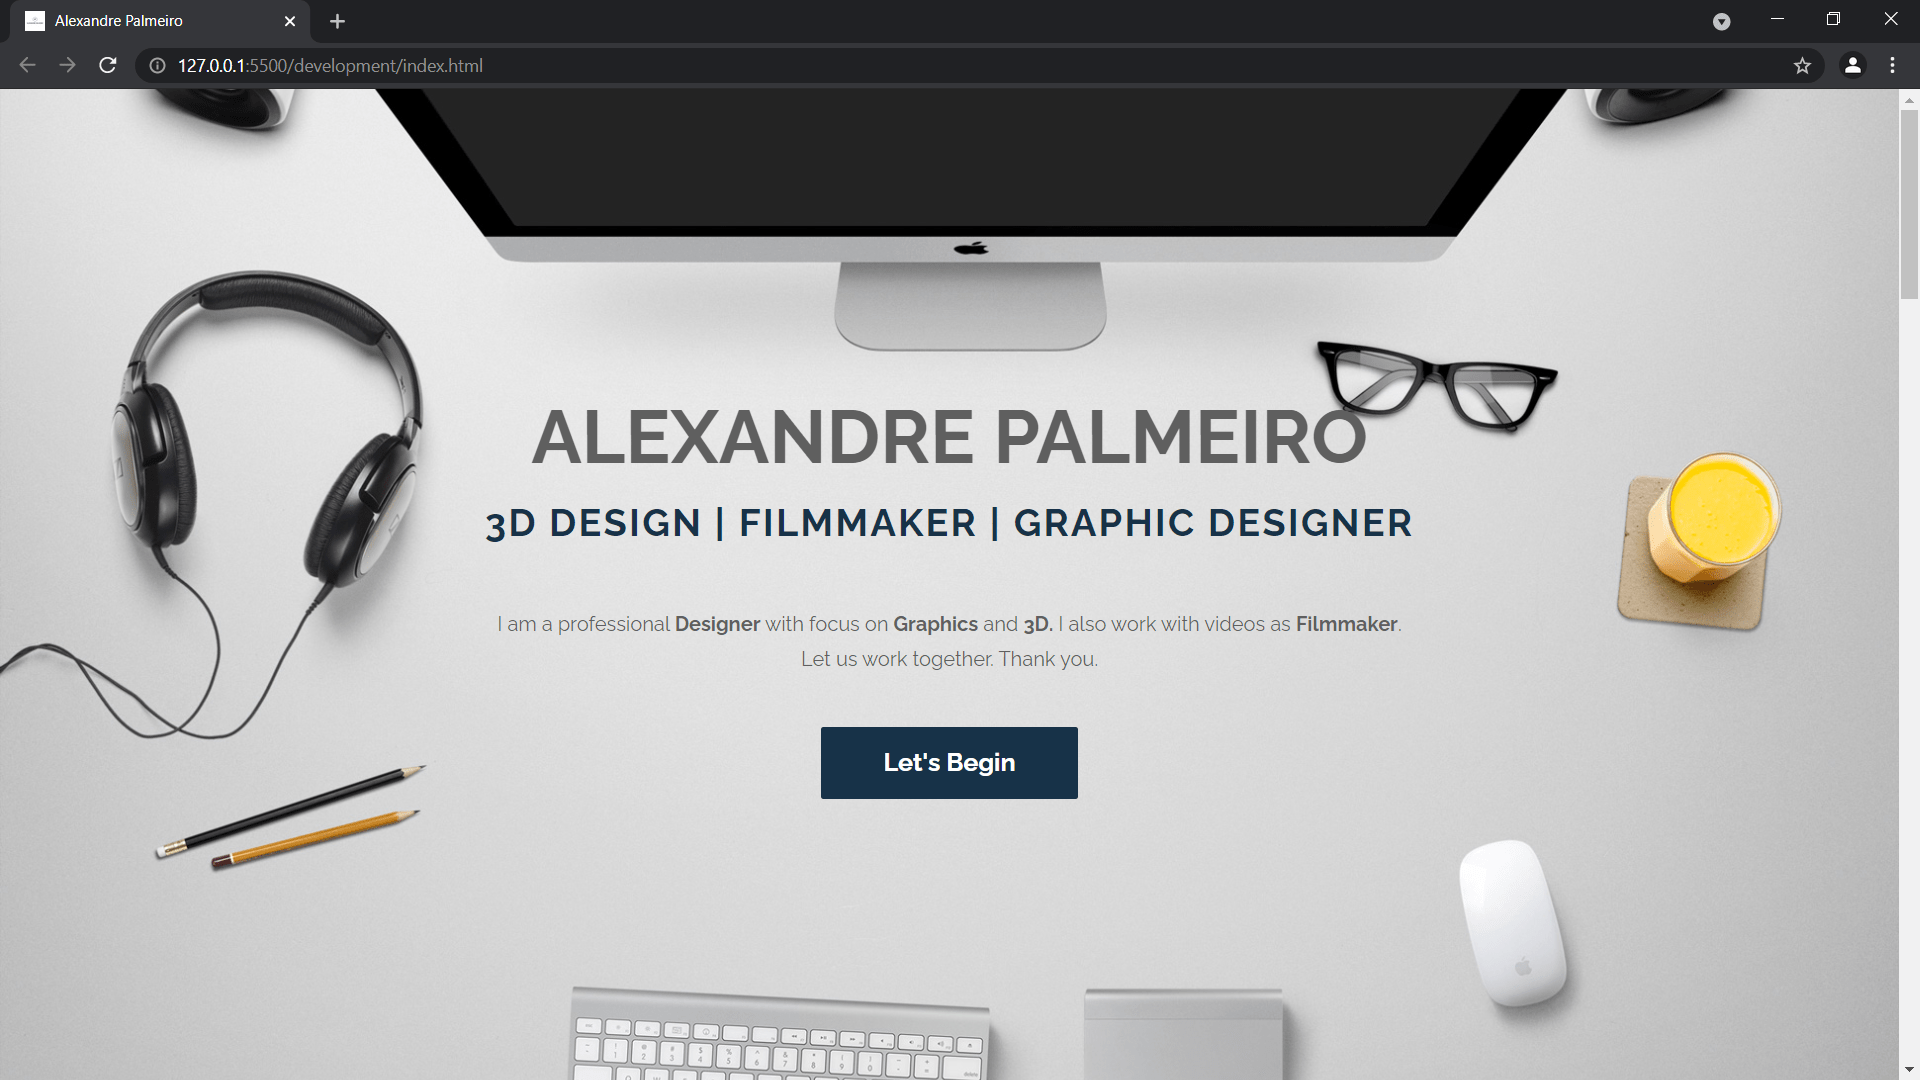 Alexandre Palmeiro
127.0.0.1:5500/development/index.html
ALEXANDRE PALMEIRO
3D DESIGN | FILMMAKER | GRAPHIC DESIGNER
I am a professional Designer with focus on Graphics and 3D. I also work with videos as Filmmaker.
Let us work together. Thank you.
Let's Begin